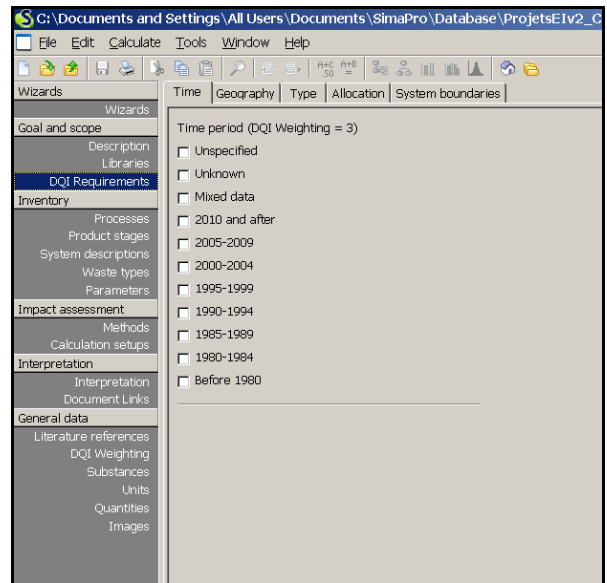 C:\Documents and Settings\All Users\Documents\SimaPro\Database\ProjetsEIv2_C
File Edit Calculate Tools Window Help
A+C 50 A+B =
Wizards
Wizards
Goal and scope
Description
Libraries
DQI Requirements
Inventory
Processes
Product stages
System descriptions
Waste types
Parameters
Impact assessment
Methods
Calculation setups
Interpretation
Interpretation
Document Links
General data
Literature references
DQI Weighting
Substances
Units
Quantities
Images
Time Geography Type Allocation System boundaries
Time period (DQI Weighting = 3)
Unspecified
Unknown
Mixed data
2010 and after
2005-2009
2000-2004
1995-1999
1990-1994
1985-1989
1980-1984
Before 1980